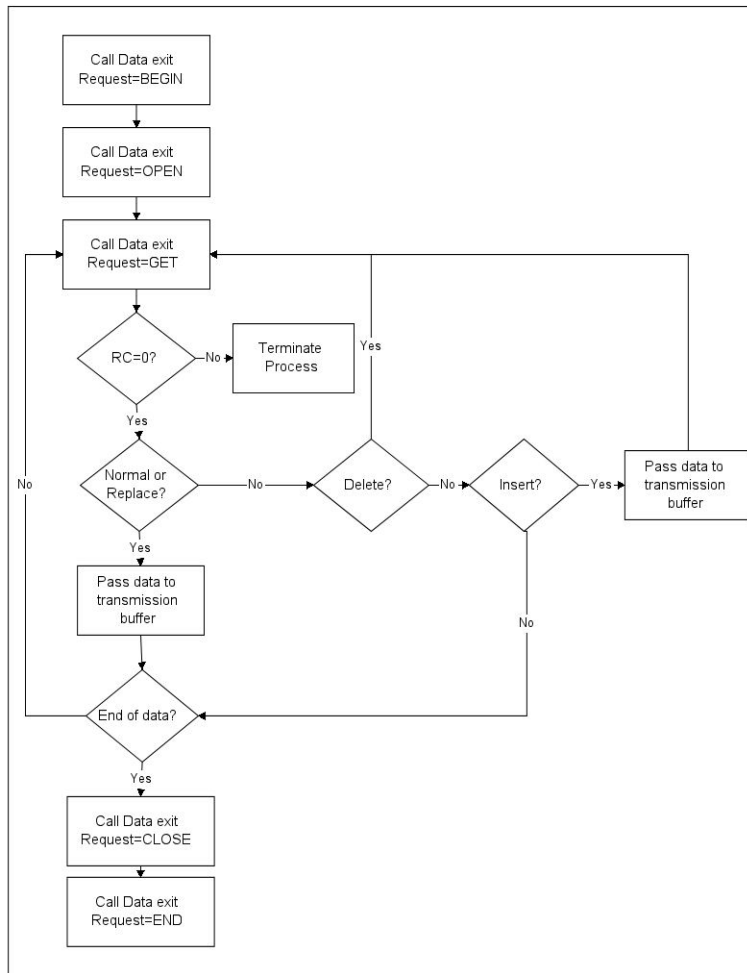 Call Data exit
Request=BEGIN
Call Data exit
Request=OPEN
Call Data exit
Request=GET
RC=0?
No
Terminate
Process
Yes
Yes
Normal or
Replace?
No
Delete?
No
Insert?
Yes
Pass data to
transmission
buffer
No
Yes
Pass data to
transmission
buffer
No
End of data?
Yes
Call Data exit
Request=CLOSE
Call Data exit
Request=END